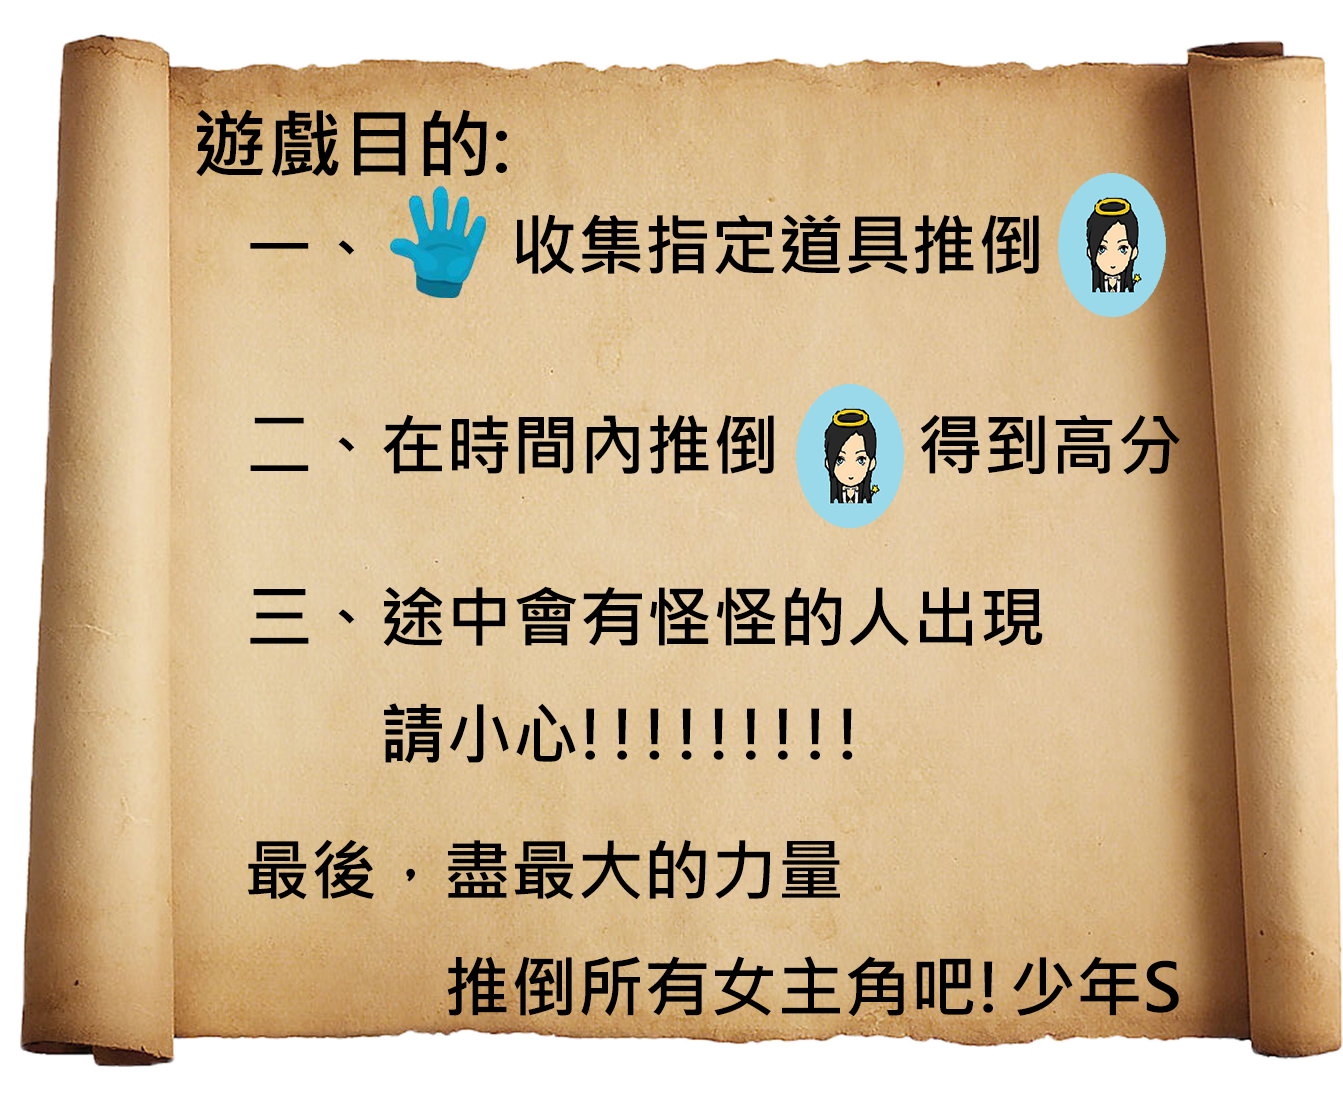 遊戲目的:
一、收集指定道具推倒
二、在時間內推倒 得到高分
三、途中會有怪怪的人出現
請小心!!!!!!!!!
最後，盡最大的力量
推倒所有女主角吧!少年S